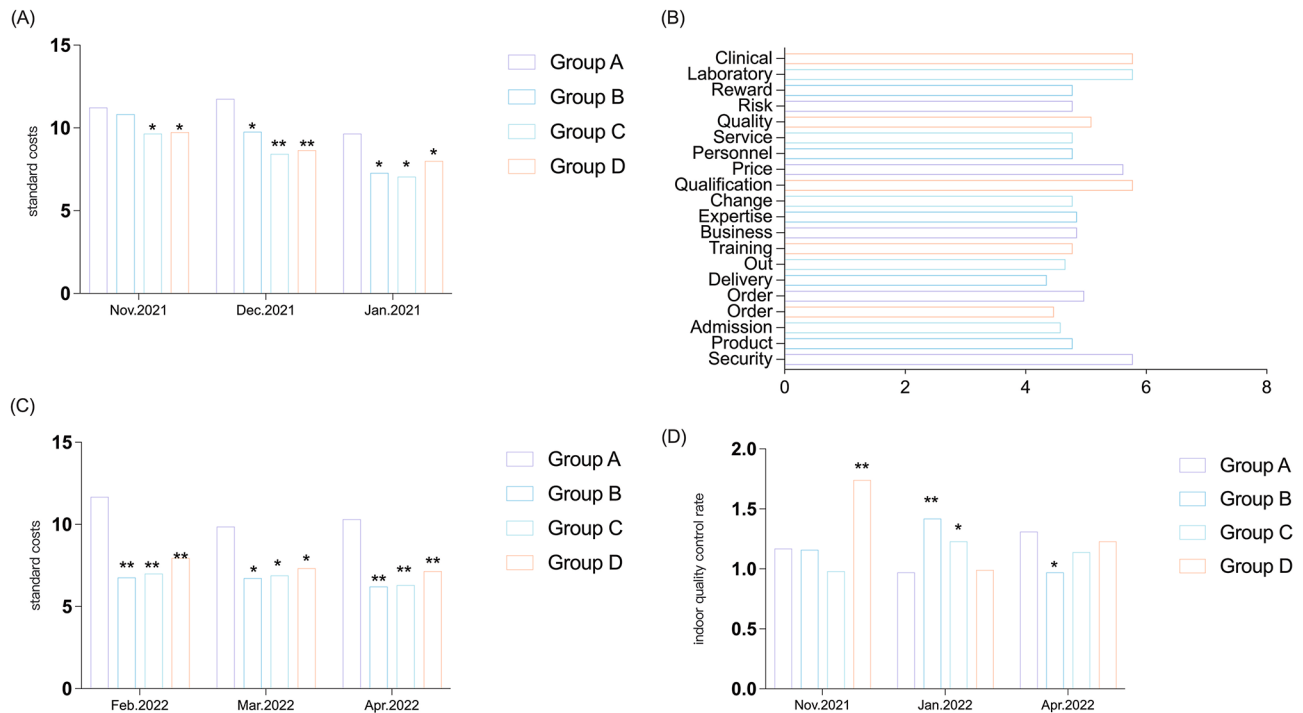 (A)
15
10
5
0
standard costs
* *
* ** **
* * *
Nov.2021 Dec.2021 Jan.2021
Group A
Group B
Group C
Group D
(B)
Clinical
Laboratory
Reward
Risk
Quality
Service
Personnel
Price
Qualification
Change
Expertise
Business
Training
Out
Delivery
Order
Order
Admission
Product
Security
0 2 4 6 8
(C)
15
10
5
0
standard costs
** ** **
* * *
** ** **
Feb.2022 Mar.2022 Apr.2022
Group A
Group B
Group C
Group D
(D)
2.0
1.5
1.0
0.5
0.0
indoor quality control rate
**
** *
*
Nov.2021 Jan.2022 Apr.2022
Group A
Group B
Group C
Group D